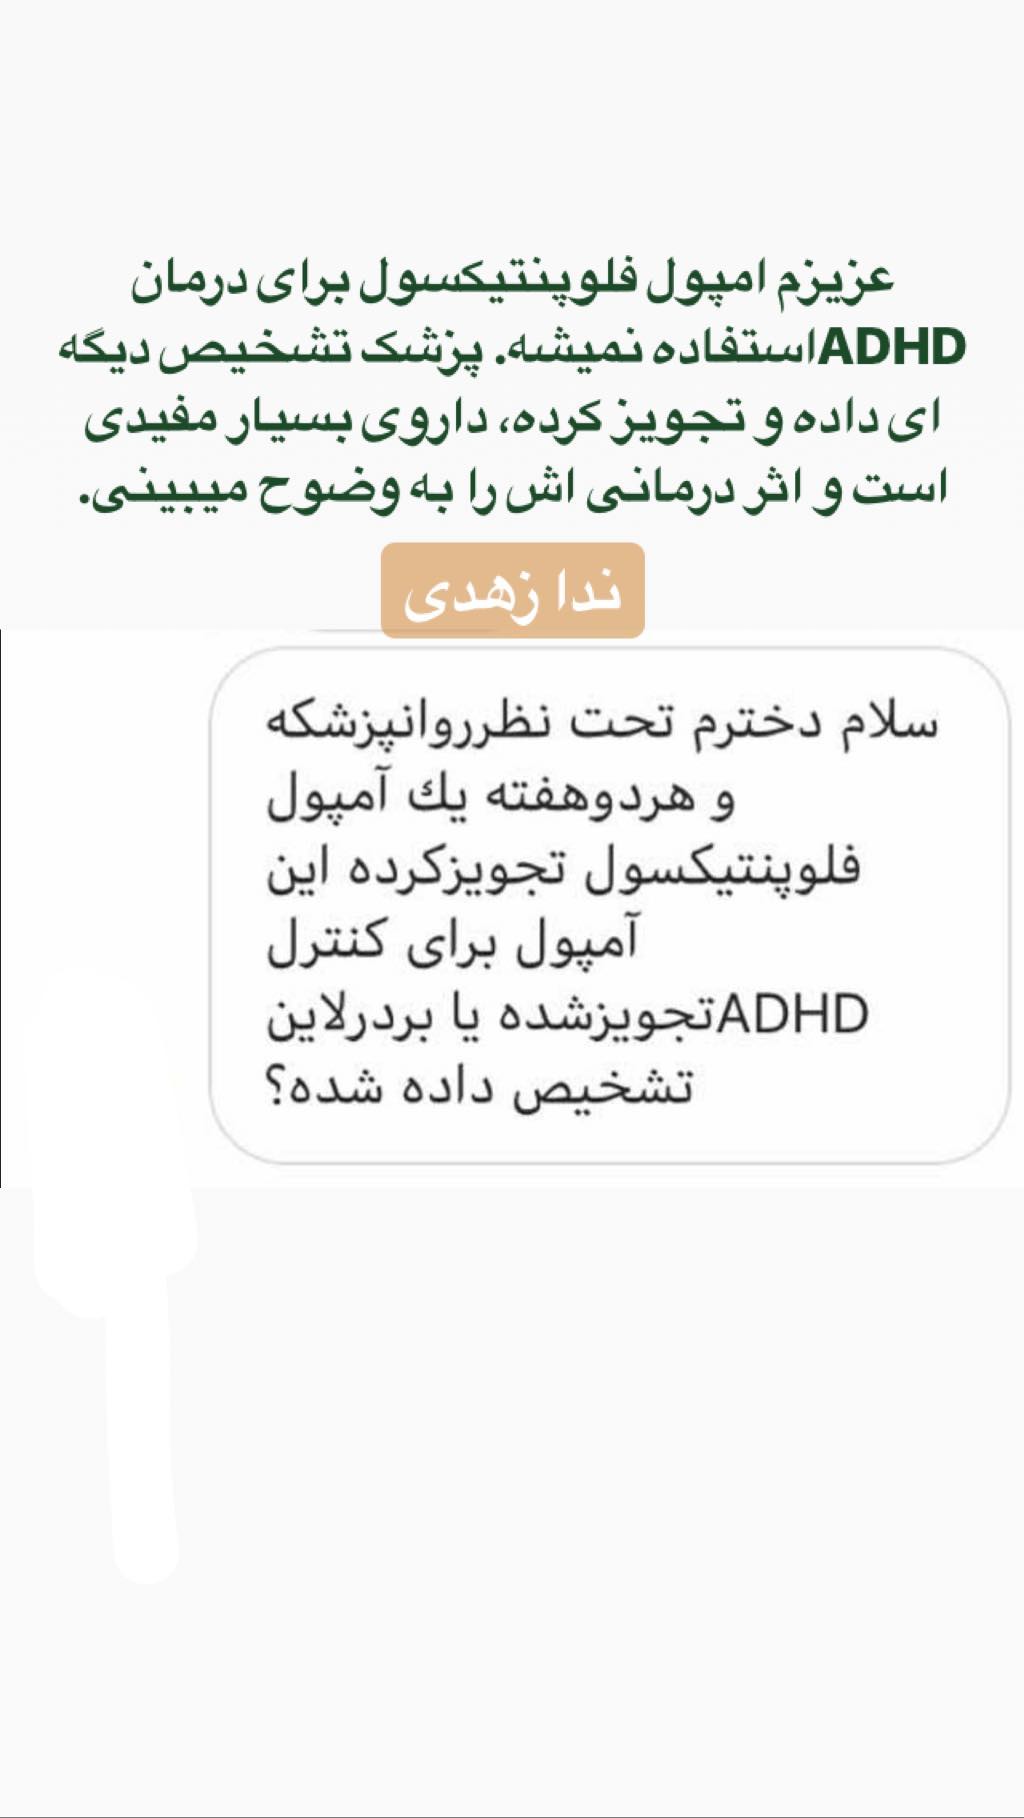 عزیزم امپول فلوپنتیکسول برای درمان
ADHDاستفاده نمیشه. پزشک تشخیص دیگه
ای داده و تجویز کرده، داروی بسیار مفیدی
است و اثر درمانی اش را به وضوح میبینی.
ندا زهدی
سلام دخترم تحت نظرروانپزشکه
و هردوهفته يك آمپول
فلوپنتیکسول تجویزکرده این
آمپول برای کنترل
ADHDتجویزشده یا بردرلاین
تشخیص داده شده؟